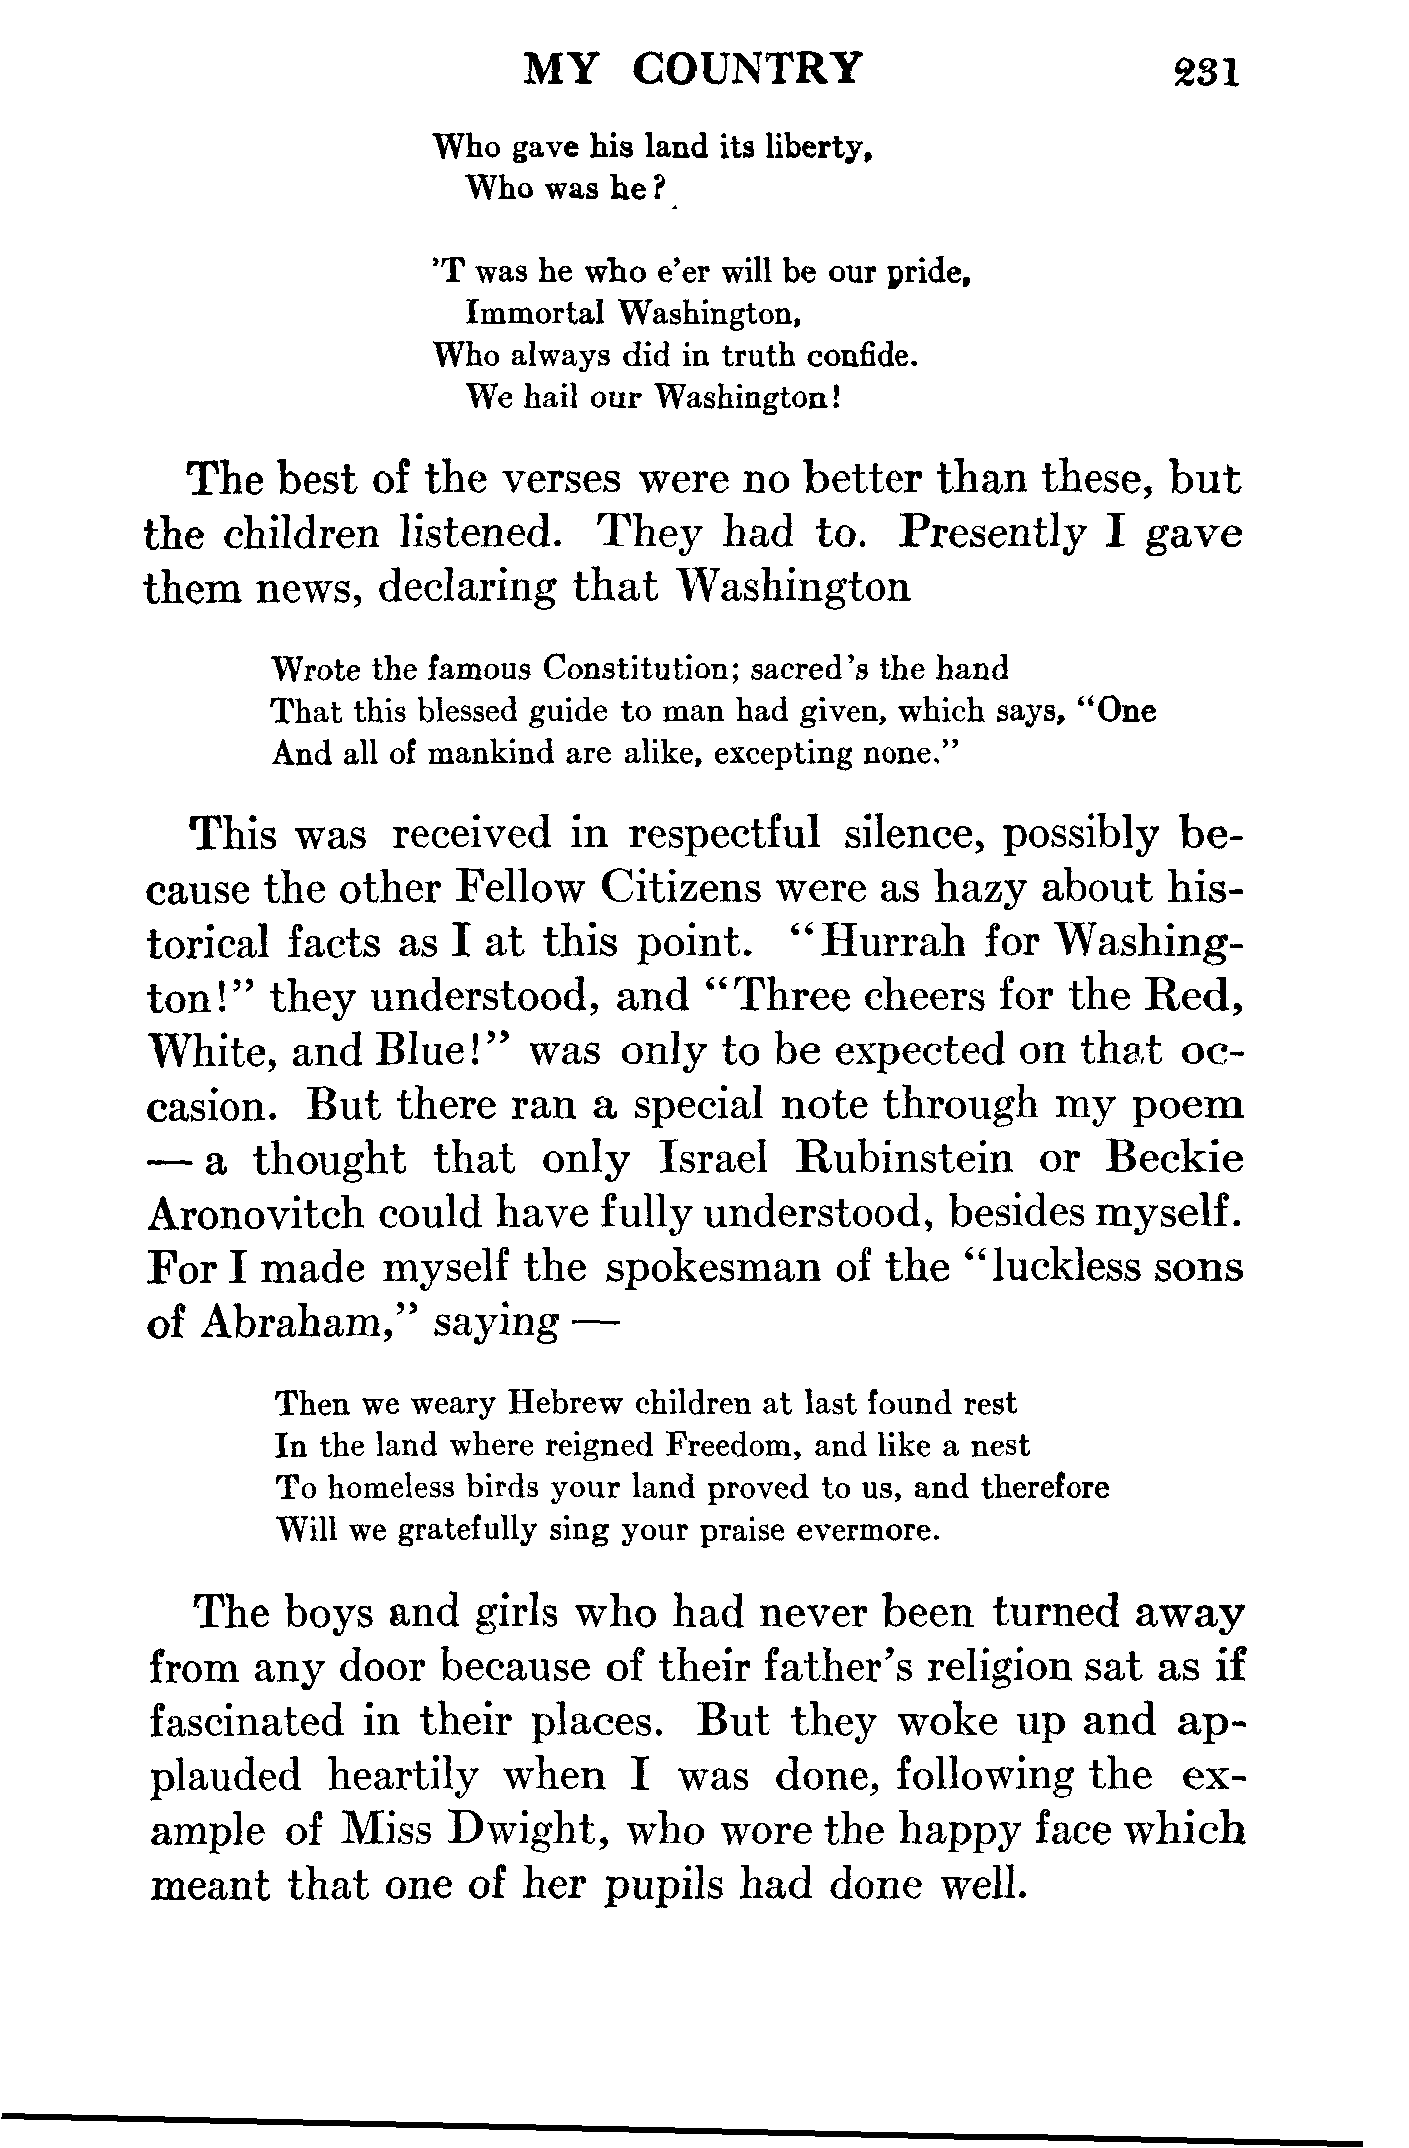 MY COUNTRY 231
Who gave his land its liberty,
Who was he?
'T was he who e'er will be our pride,
Immortal Washington,
Who always did in truth confide.
We hail our Washington!
The best of the verses were no better than these, but
the children listened. They had to. Presently I gave
them news, declaring that Washington
Wrote the famous Constitution; sacred's the hand
That this blessed guide to man had given, which says, “One
And all of mankind are alike, excepting none.”
This was received in respectful silence, possibly be-
cause the other Fellow Citizens were as hazy about his-
torical facts as I at this point. “Hurrah for Washing-
ton!” they understood, and “Three cheers for the Red,
White, and Blue!” was only to be expected on that oc-
casion. But there ran a special note through my poem
— a thought that only Israel Rubinstein or Beckie
Aronovitch could have fully understood, besides myself.
For I made myself the spokesman of the “luckless sons
of Abraham,” saying —
Then we weary Hebrew children at last found rest
In the land where reigned Freedom, and like a nest
To homeless birds your land proved to us, and therefore
Will we gratefully sing your praise evermore.
The boys and girls who had never been turned away
from any door because of their father's religion sat as if
fascinated in their places. But they woke up and ap-
plauded heartily when I was done, following the ex-
ample of Miss Dwight, who wore the happy face which
meant that one of her pupils had done well.